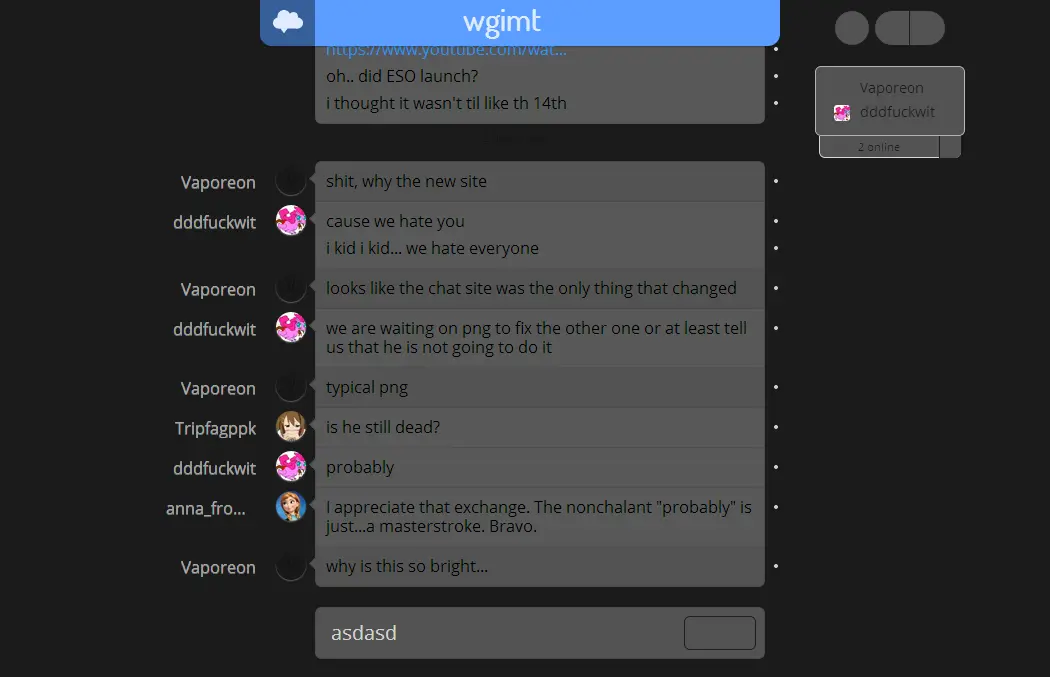 wgimt
https://www.youtube.com/wat...
oh.. did ESO launch?
i thought it wasn't til like th 14th
Vaporeon
dddfuckwit
2 online
Vaporeon
shit, why the new site
dddfuckwit
cause we hate you
i kid i kid... we hate everyone
Vaporeon
looks like the chat site was the only thing that changed
dddfuckwit
we are waiting on png to fix the other one or at least tell
us that he is not going to do it
Vaporeon
typical png
Tripfagppk
is he still dead?
dddfuckwit
probably
anna_fro...
I appreciate that exchange. The nonchalant "probably" is
just...a masterstroke. Bravo.
Vaporeon
why is this so bright...
asdasd